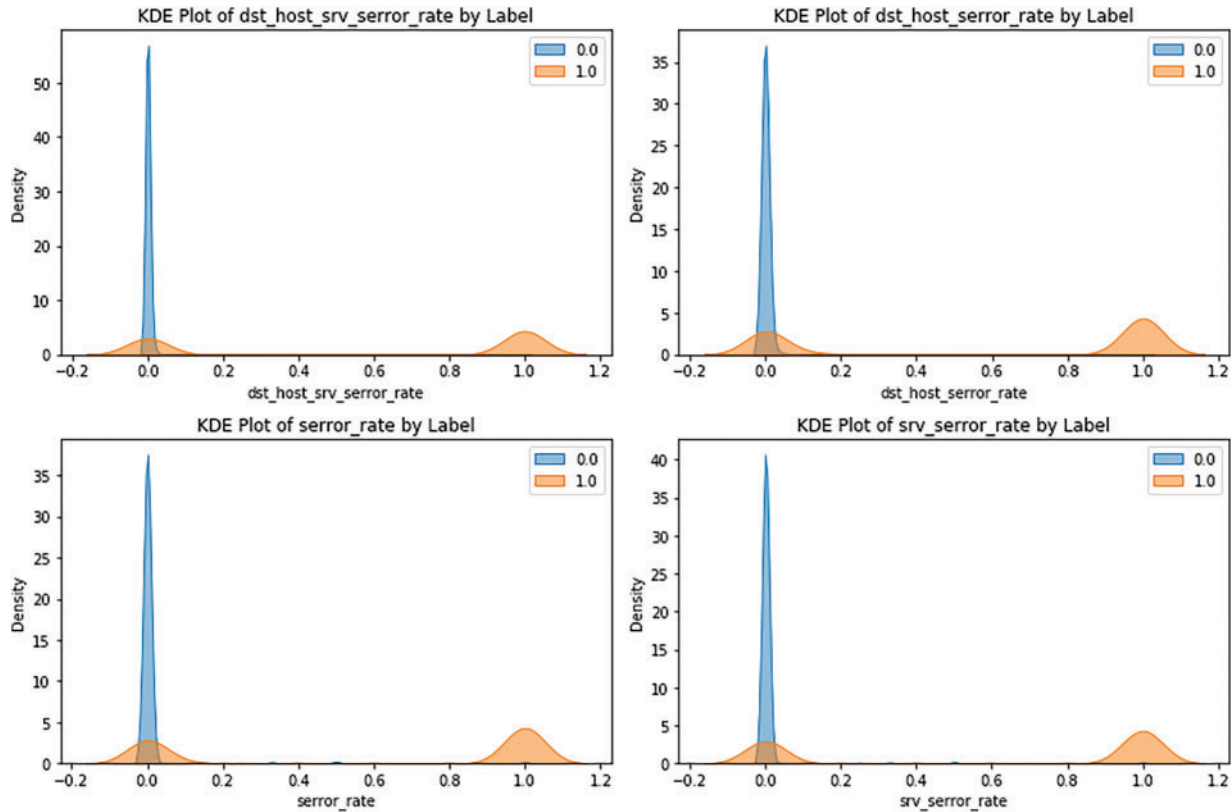 KDE Plot of dst_host_srv_serror_rate by Label
0.0
1.0
50
40
30
20
10
0
Density
−0.2 0.0 0.2 0.4 0.6 0.8 1.0 1.2
dst_host_srv_serror_rate
KDE Plot of dst_host_serror_rate by Label
0.0
1.0
35
30
25
20
15
10
5
0
Density
−0.2 0.0 0.2 0.4 0.6 0.8 1.0 1.2
dst_host_serror_rate
KDE Plot of serror_rate by Label
0.0
1.0
35
30
25
20
15
10
5
0
Density
−0.2 0.0 0.2 0.4 0.6 0.8 1.0 1.2
serror_rate
KDE Plot of srv_serror_rate by Label
0.0
1.0
40
35
30
25
20
15
10
5
0
Density
−0.2 0.0 0.2 0.4 0.6 0.8 1.0 1.2
srv_serror_rate